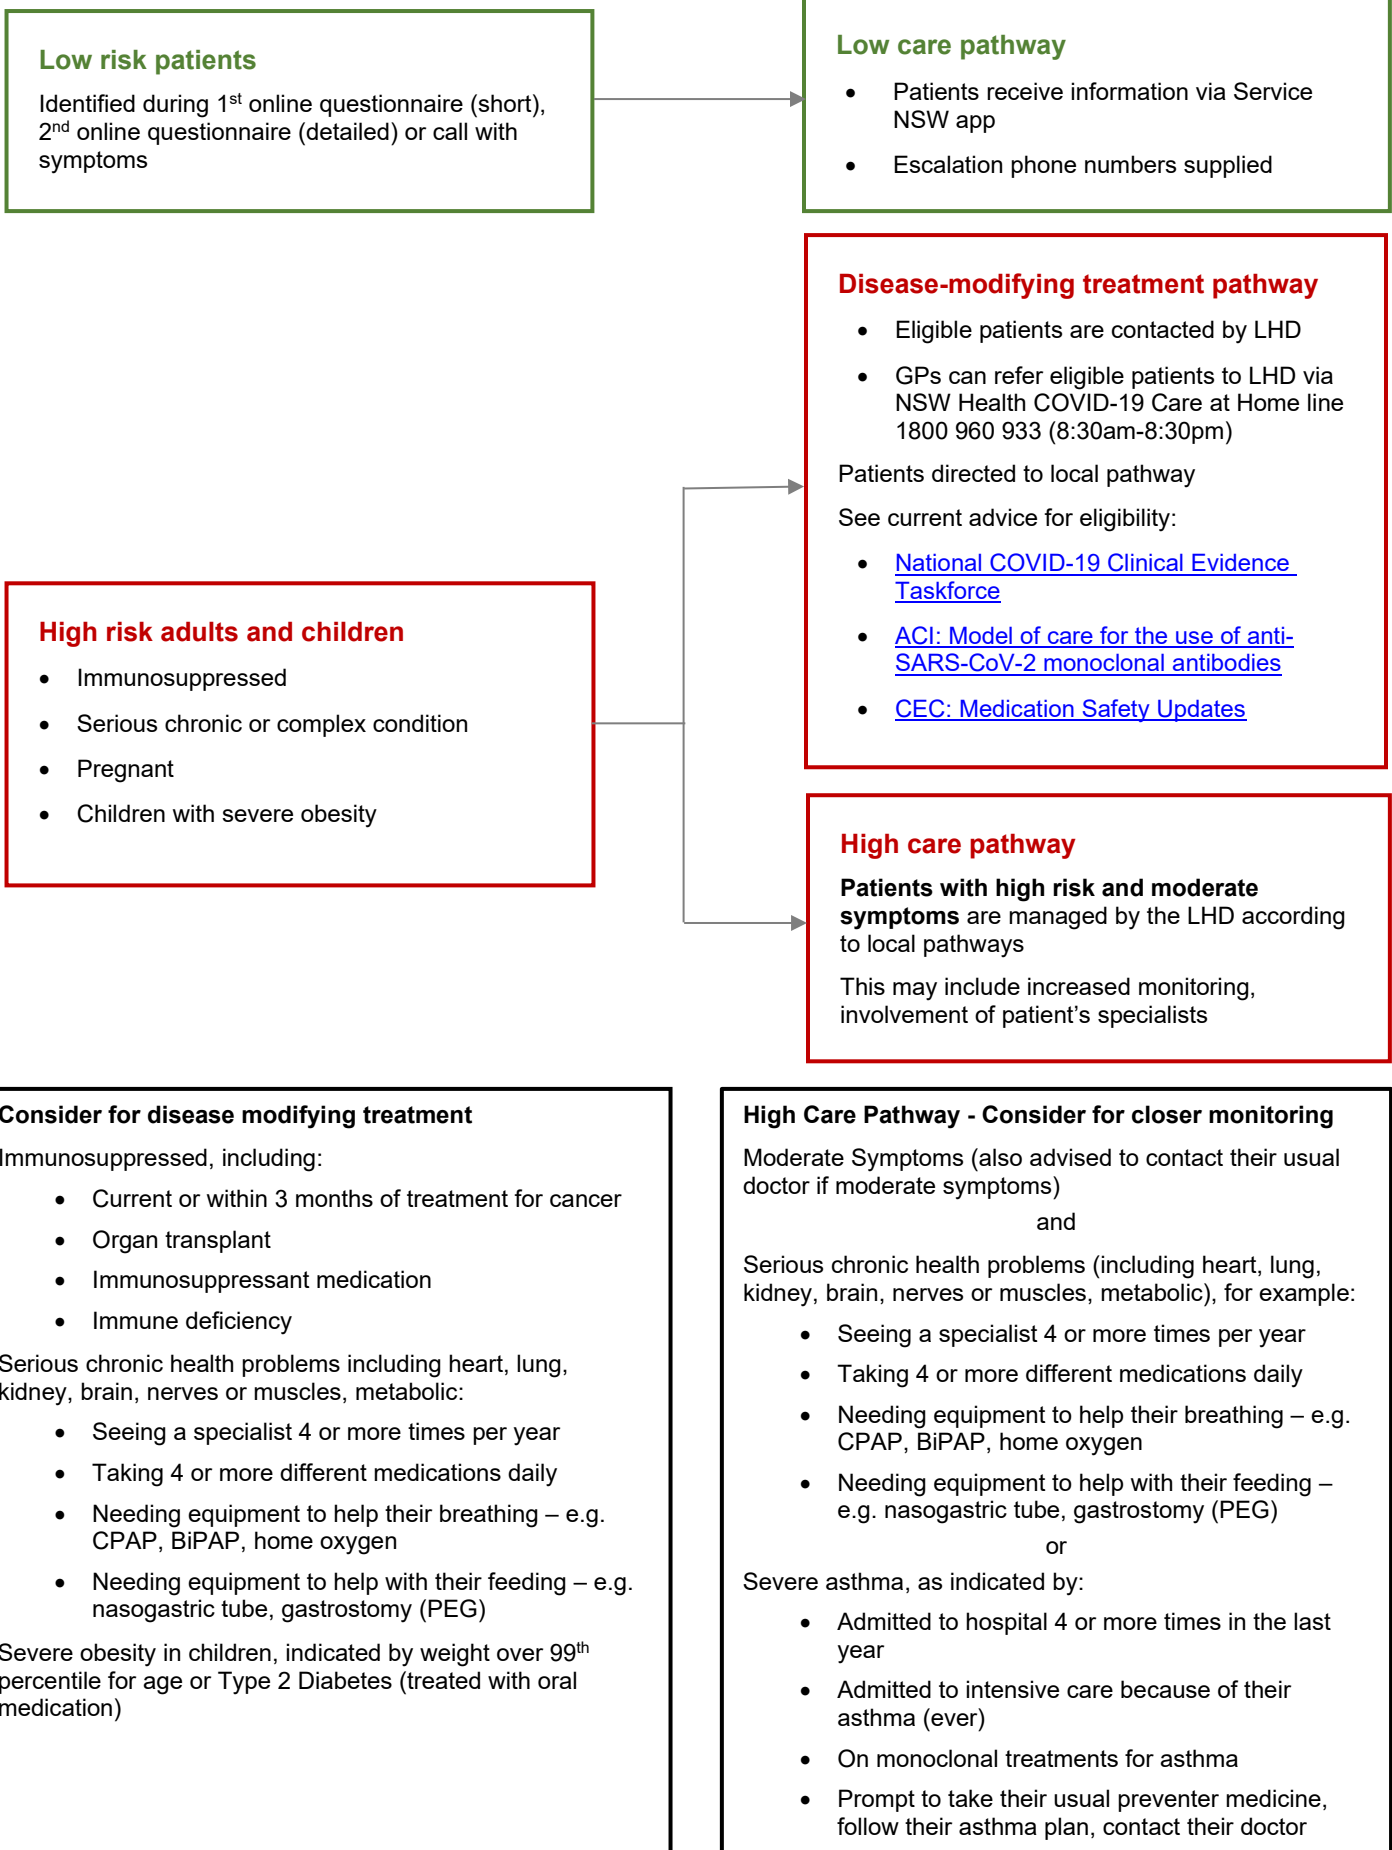 Low risk patients
Identified during 1st online questionnaire (short),
2nd online questionnaire (detailed) or call with
symptoms
Low care pathway
• Patients receive information via Service
NSW app
• Escalation phone numbers supplied
Disease-modifying treatment pathway
• Eligible patients are contacted by LHD
• GPs can refer eligible patients to LHD via
NSW Health COVID-19 Care at Home line
1800 960 933 (8:30am-8:30pm)
Patients directed to local pathway
See current advice for eligibility:
• National COVID-19 Clinical Evidence
Taskforce
• ACI: Model of care for the use of anti-
SARS-CoV-2 monoclonal antibodies
• CEC: Medication Safety Updates
High risk adults and children
• Immunosuppressed
• Serious chronic or complex condition
• Pregnant
• Children with severe obesity
High care pathway
Patients with high risk and moderate
symptoms are managed by the LHD according
to local pathways
This may include increased monitoring,
involvement of patient’s specialists
Consider for disease modifying treatment
Immunosuppressed, including:
• Current or within 3 months of treatment for cancer
• Organ transplant
• Immunosuppressant medication
• Immune deficiency
Serious chronic health problems including heart, lung,
kidney, brain, nerves or muscles, metabolic:
• Seeing a specialist 4 or more times per year
• Taking 4 or more different medications daily
• Needing equipment to help their breathing – e.g.
CPAP, BiPAP, home oxygen
• Needing equipment to help with their feeding – e.g.
nasogastric tube, gastrostomy (PEG)
Severe obesity in children, indicated by weight over 99th
percentile for age or Type 2 Diabetes (treated with oral
medication)
High Care Pathway - Consider for closer monitoring
Moderate Symptoms (also advised to contact their usual
doctor if moderate symptoms)
and
Serious chronic health problems (including heart, lung,
kidney, brain, nerves or muscles, metabolic), for example:
• Seeing a specialist 4 or more times per year
• Taking 4 or more different medications daily
• Needing equipment to help their breathing – e.g.
CPAP, BiPAP, home oxygen
• Needing equipment to help with their feeding –
e.g. nasogastric tube, gastrostomy (PEG)
or
Severe asthma, as indicated by:
• Admitted to hospital 4 or more times in the last
year
• Admitted to intensive care because of their
asthma (ever)
• On monoclonal treatments for asthma
• Prompt to take their usual preventer medicine,
follow their asthma plan, contact their doctor